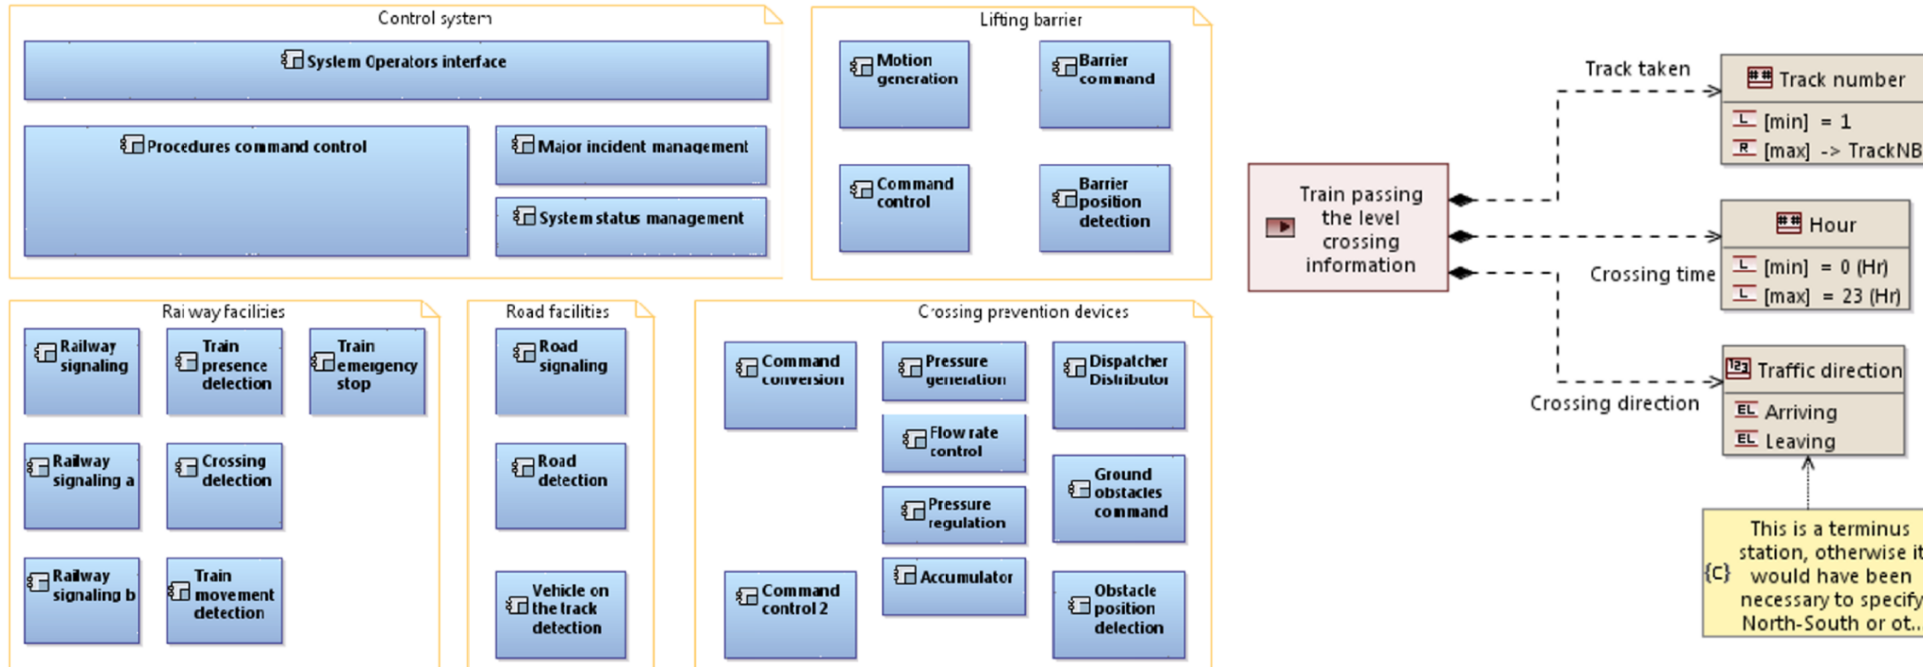 Control system
System Operators interface
Procedures command control
Major incident management
System status management
Lifting barrier
Motion
generation
Barrier
command
Command
control
Barrier
position
detection
Railway facilities
Railway
signaling
Train
presence
detection
Train
emergency
stop
Railway
signaling a
Crossing
detection
Railway
signaling b
Train
movement
detection
Road facilities
Road
signaling
Road
detection
Vehicle on
the track
detection
Crossing prevention devices
Command
conversion
Pressure
generation
Dispatcher
Distributor
Flow rate
control
Ground
obstacles
command
Pressure
regulation
Command
control 2
Accumulator
Obstacle
position
detection
Train passing
the level
crossing
information
Track taken
Track number
L [min] = 1
R [max] -> TrackNB
Hour
L [min] = 0 (Hr)
L [max] = 23 (Hr)
Crossing time
123 Traffic direction
EL Arriving
EL Leaving
Crossing direction
{c}
This is a terminus
station, otherwise it
would have been
necessary to specify
North-South or ot...